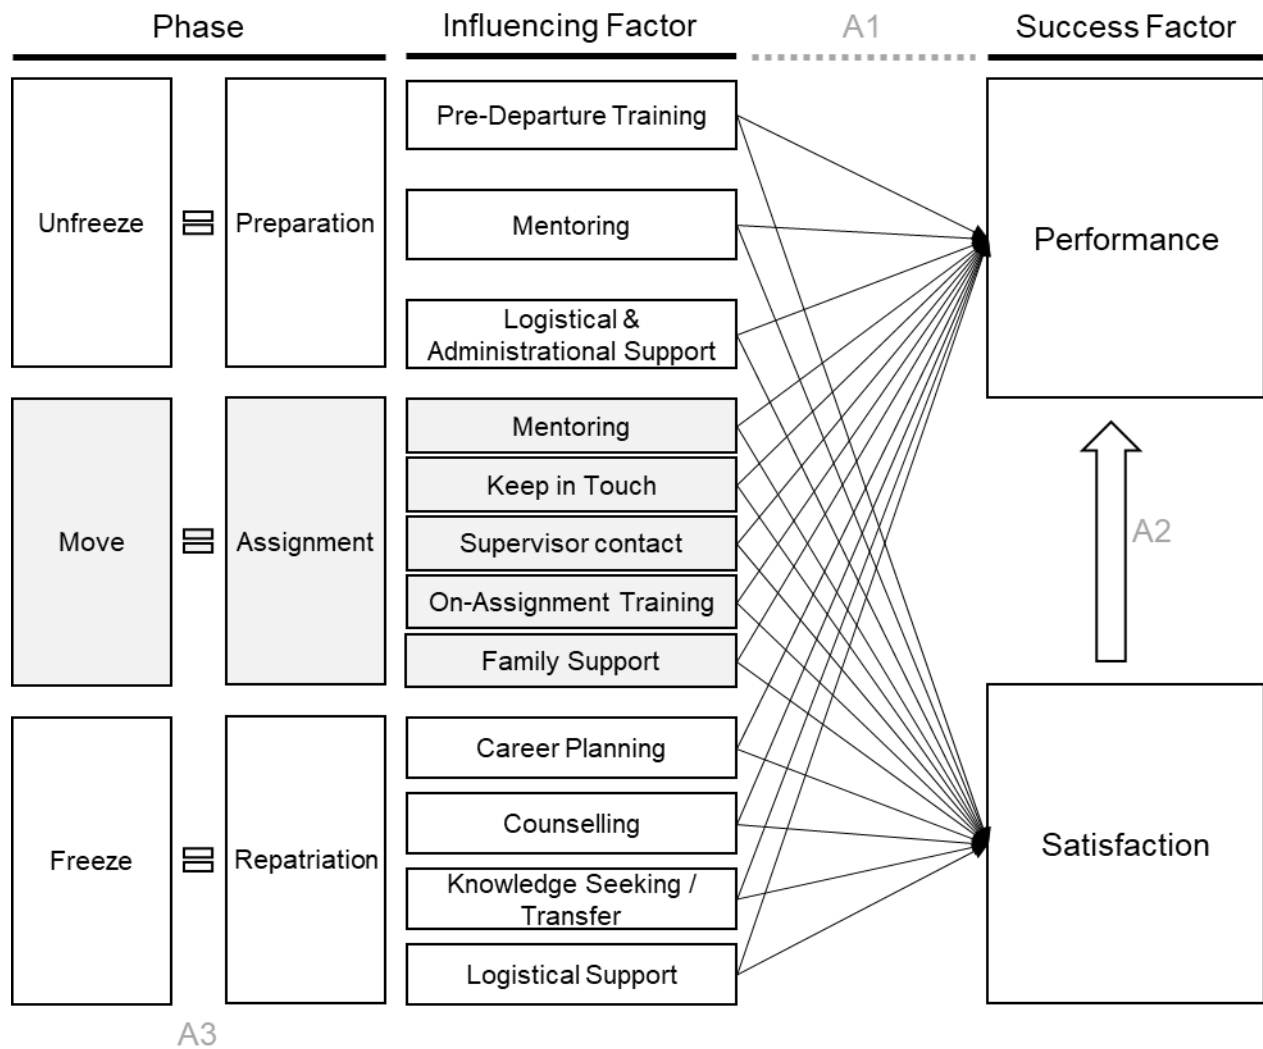 Phase
Influencing Factor
A1
Success Factor
Unfreeze
Preparation
Pre-Departure Training
Mentoring
Logistical &
Administrational Support
Performance
Move
Assignment
Mentoring
Keep in Touch
Supervisor contact
On-Assignment Training
Family Support
A2
Freeze
Repatriation
Career Planning
Counselling
Knowledge Seeking /
Transfer
Logistical Support
Satisfaction
A3